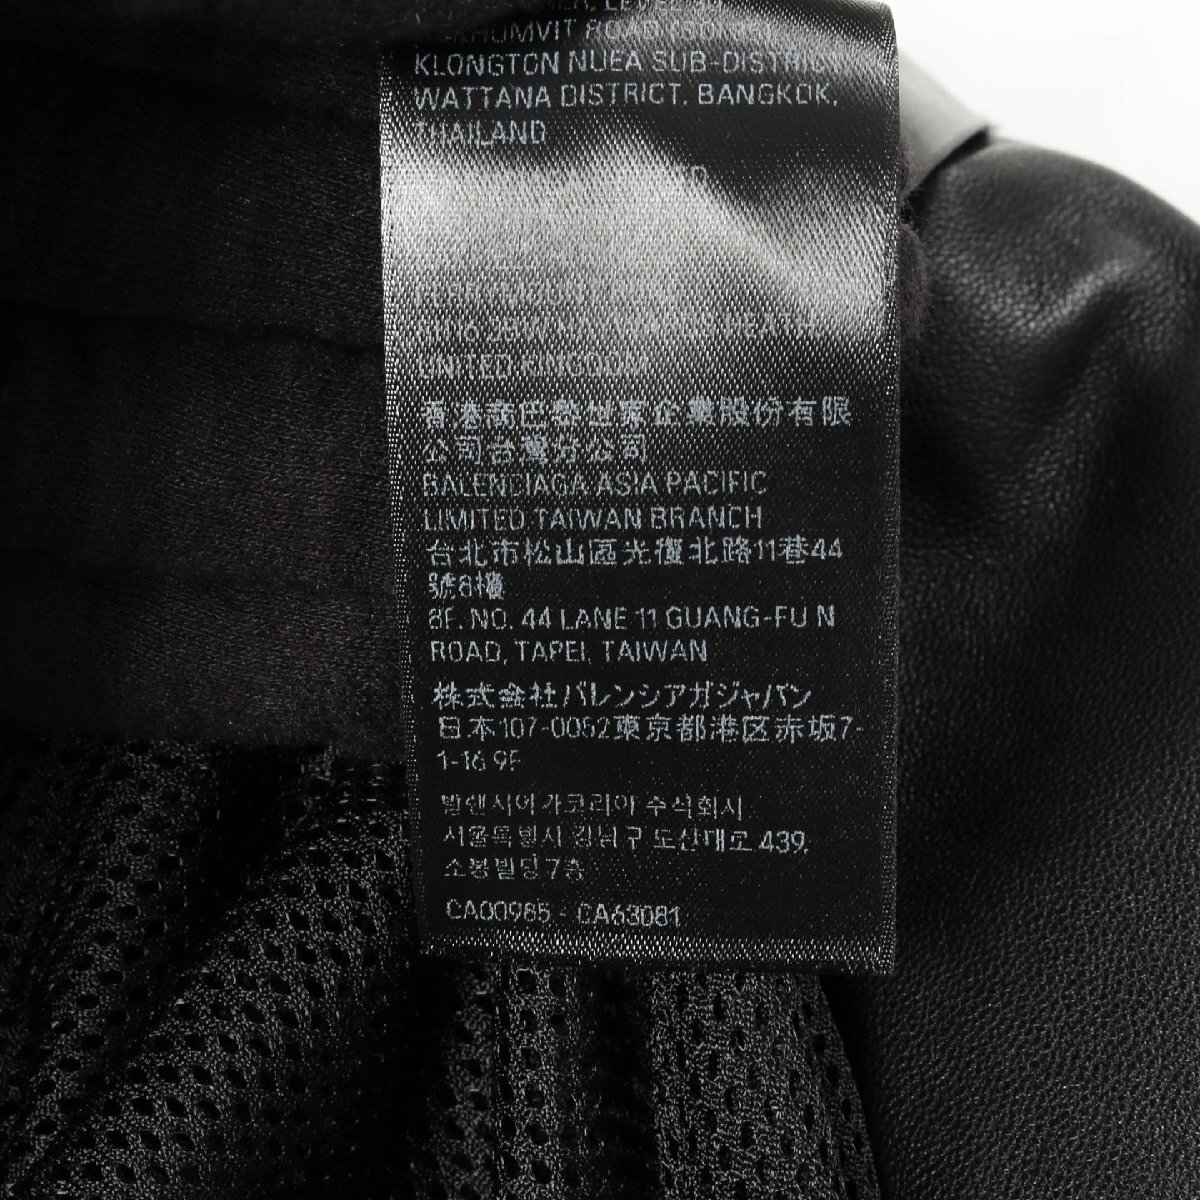 KLONGTON NUEA SUB-DISTRICT
WATTANA DISTRICT, BANGKOK,
THAILAND
UNITED KINGDOM
香港商巴黎世家企業股份有限
公司台灣分公司
BALENCIAGA ASIA PACIFIC
LIMITED TAIWAN BRANCH
台北市松山區光復北路11巷44
號8樓
8F. NO. 44 LANE 11 GUANG-FU N
ROAD, TAPEI, TAIWAN
株式会社バレンシアガジャパン
日本107-0052東京都港区赤坂7-
1-16 9F
발렌시아가코리아 주식회사
서울특별시 강남구 도산대로 439,
소봉빌딩 7층
CA00985 - CA63081